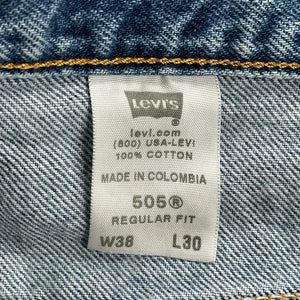 Levi's
®
levi.com
(800) USA-LEVI
100% COTTON
MADE IN COLOMBIA
505®
REGULAR FIT
W38 L30